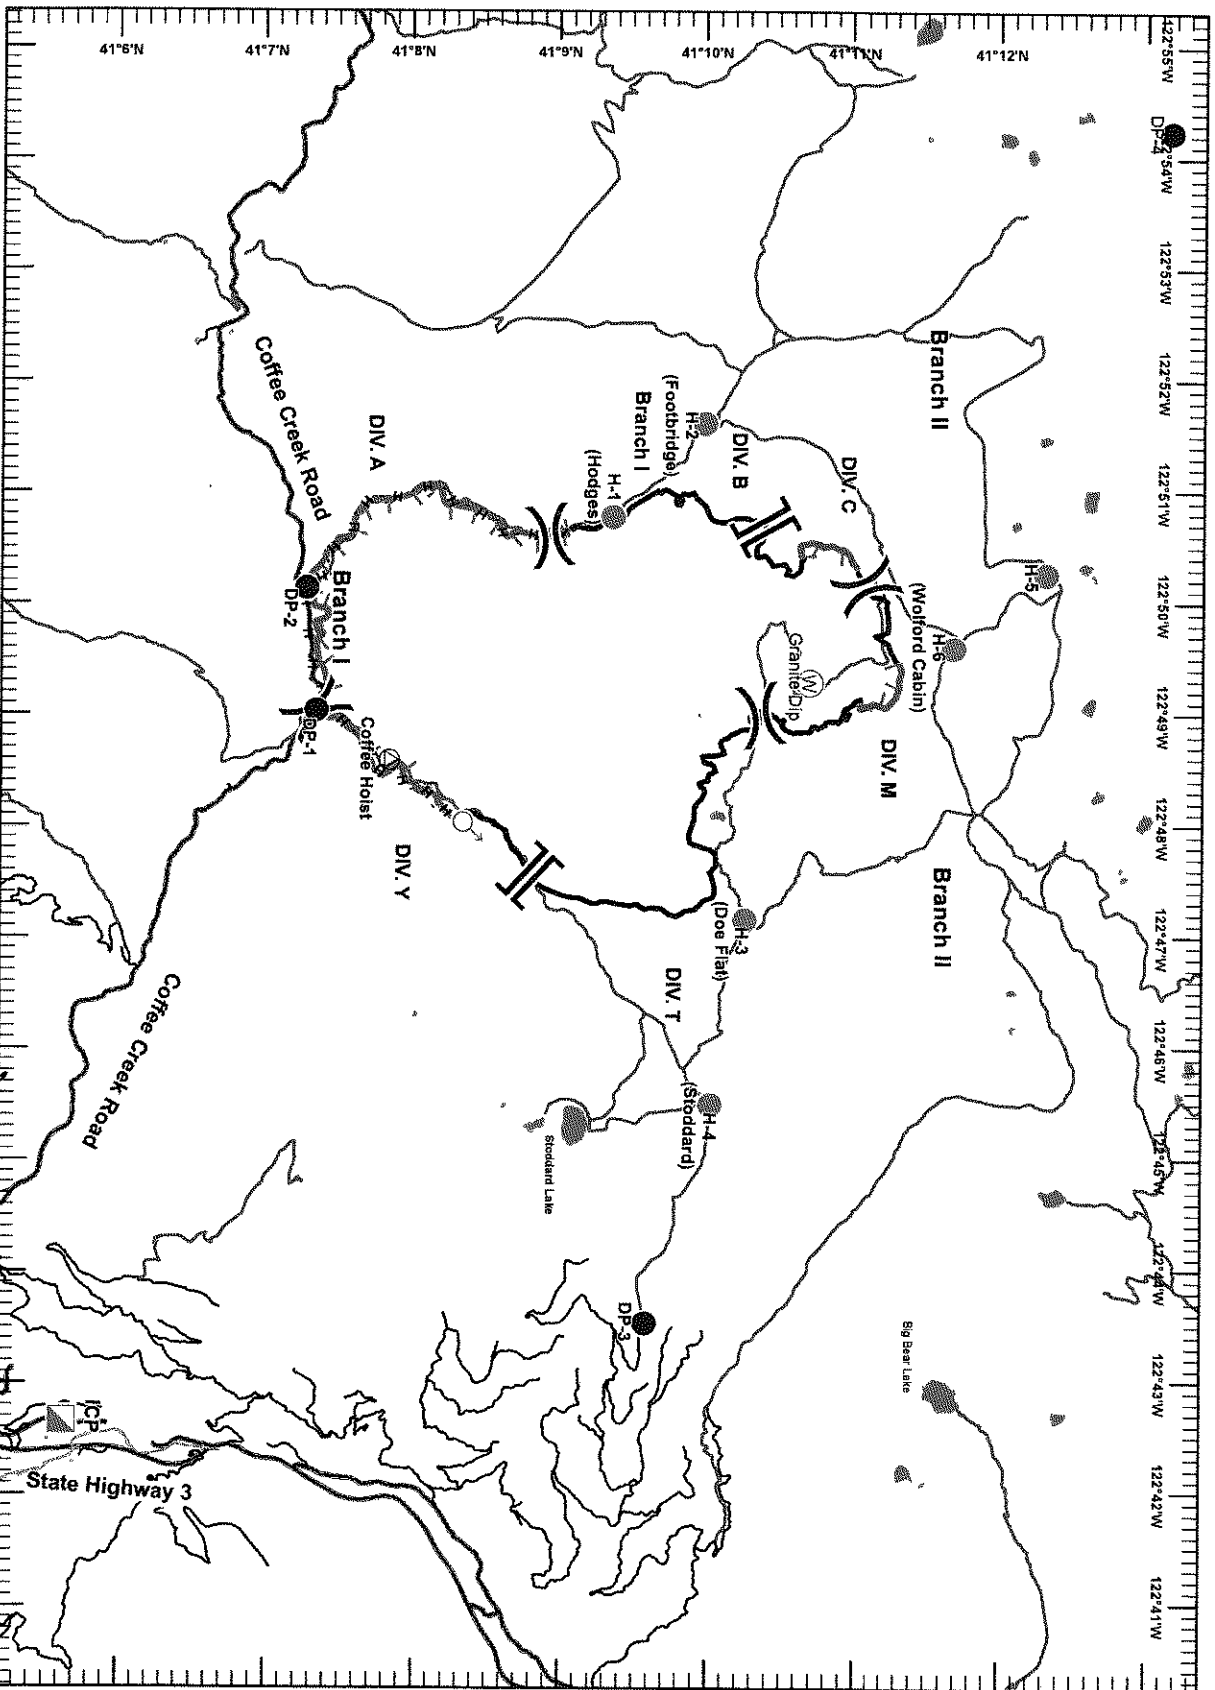 41°6'N
41°7'N
41°8'N
41°9'N
41°10'N
41°11'N
41°12'N
122°55'W
122°54'W
122°53'W
122°52'W
122°51'W
122°50'W
122°49'W
122°48'W
122°47'W
122°46'W
122°45'W
122°44'W
122°43'W
122°42'W
122°41'W
DP-4
Branch II
H-5
H-6
(Wolford Cabin)
DIV. C
DIV. B
H-2
(Footbridge)
Branch I
H-1
(Hodges)
DIV. A
Coffee Creek Road
Branch I
DP-2
DP-1
Coffee Hoist
W
Granite Dip
DIV. M
DIV. Y
Branch II
H-3
(Doe Flat)
DIV. T
H-4
(Stoddard)
Stoddard Lake
Coffee Creek Road
DP-3
Big Bear Lake
ICP
State Highway 3